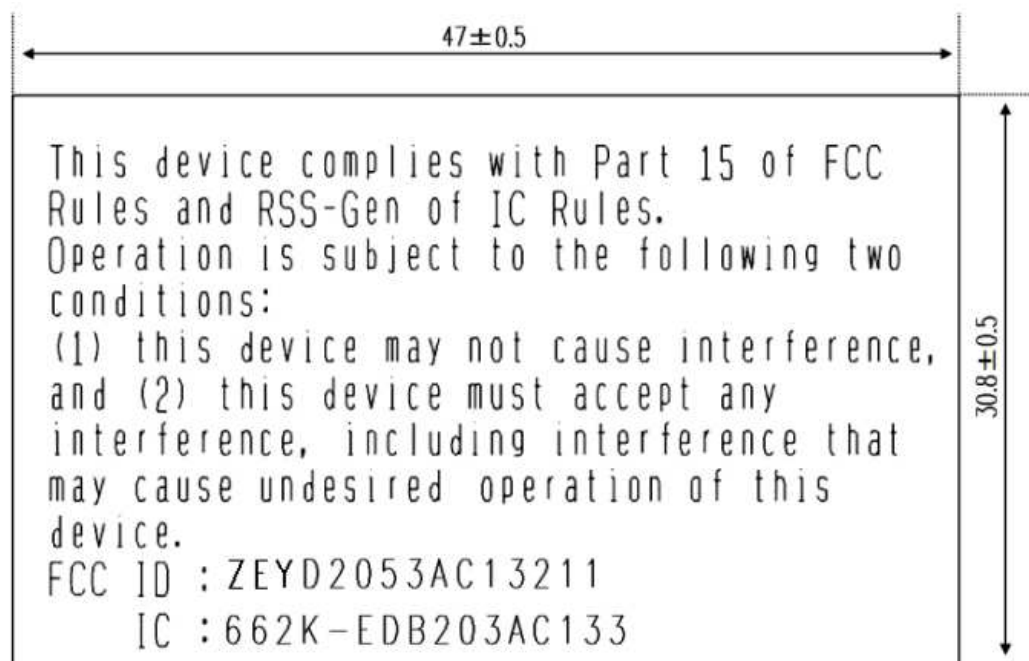 47±0.5
This device complies with Part 15 of FCC
Rules and RSS-Gen of IC Rules.
Operation is subject to the following two
conditions:
(1) this device may not cause interference,
and (2) this device must accept any
interference, including interference that
may cause undesired operation of this
device.
FCC ID : ZEYD2053AC13211
IC : 662K-EDB203AC133
30.8±0.5